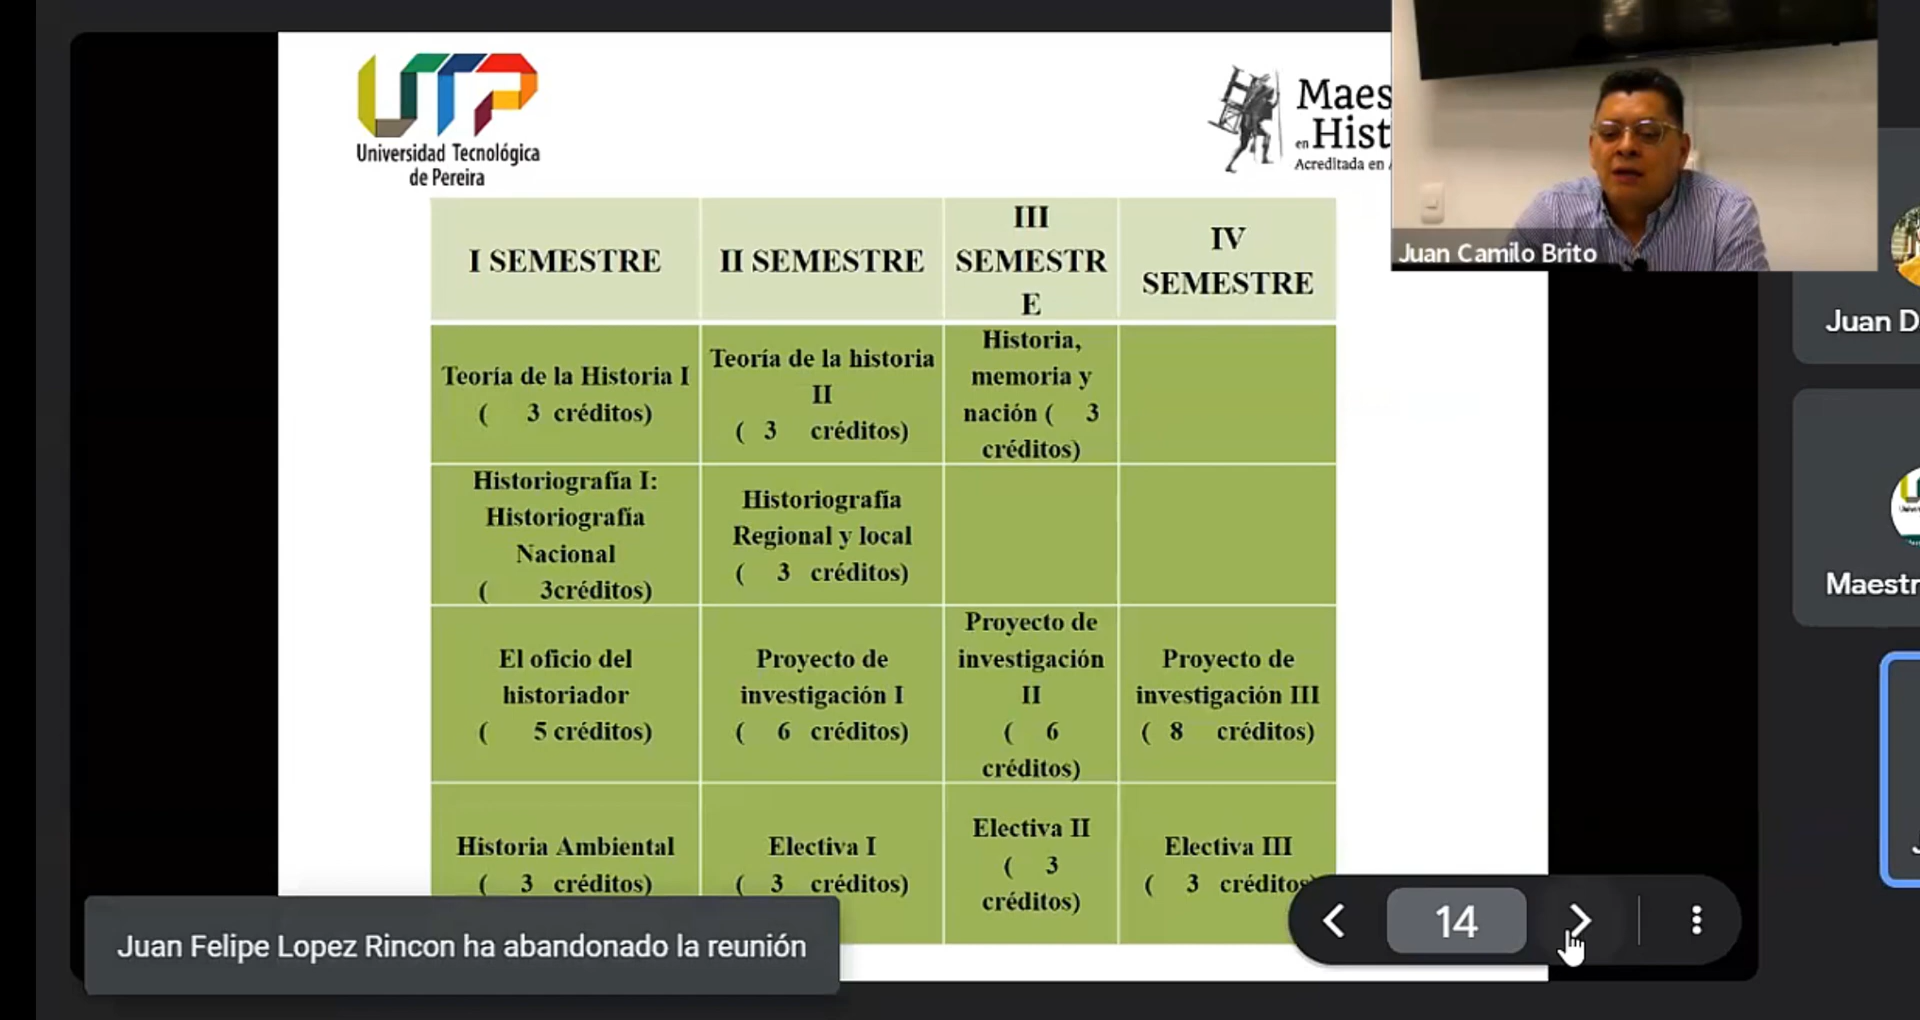 Universidad Tecnológica
de Pereira
Maes
en Hist
Acreditada en
Juan Camilo Brito
I SEMESTRE
II SEMESTRE
III
SEMESTR
E
IV
SEMESTRE
Teoría de la Historia I
( 3 créditos)
Teoría de la historia
II
( 3 créditos)
Historia,
memoria y
nación ( 3
créditos)
Historiografía I:
Historiografía
Nacional
( 3créditos)
Historiografía
Regional y local
( 3 créditos)
El oficio del
historiador
( 5 créditos)
Proyecto de
investigación I
( 6 créditos)
Proyecto de
investigación
II
( 6
créditos)
Proyecto de
investigación III
( 8 créditos)
Historia Ambiental
( 3 créditos)
Electiva I
( 3 créditos)
Electiva II
( 3
créditos)
Electiva III
( 3 créditos
Juan Felipe Lopez Rincon ha abandonado la reunión
14
Juan D
Maestr